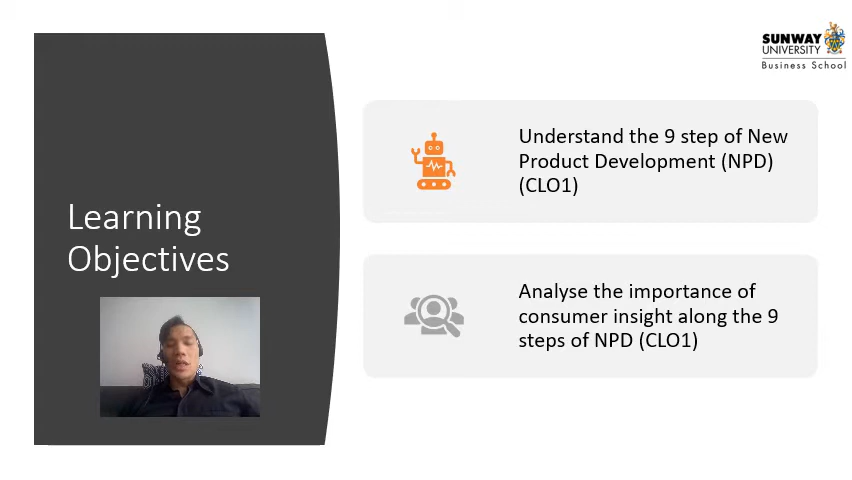 SUNWAY
UNIVERSITY
Business School
Learning
Objectives
Understand the 9 step of New
Product Development (NPD)
(CLO1)
Analyse the importance of
consumer insight along the 9
steps of NPD (CLO1)